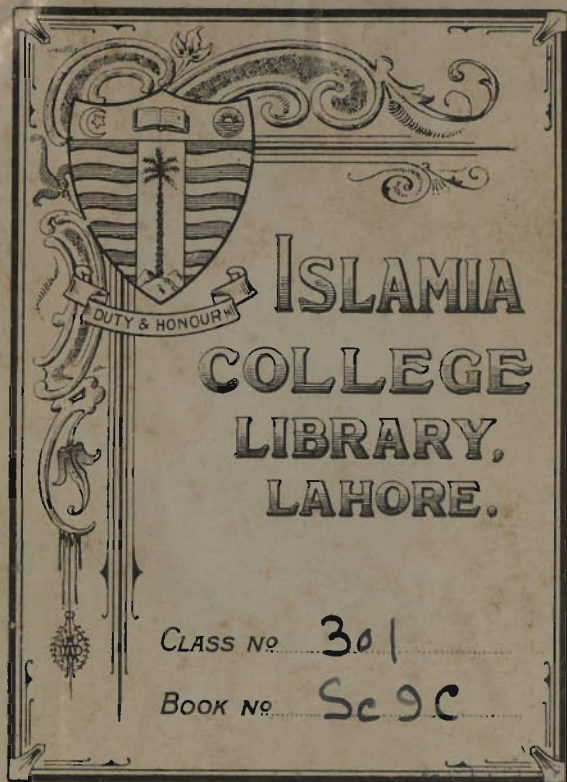 DUTY & HONOUR
ISLAMIA
COLLEGE
LIBRARY,
LAHORE.
CLASS Nº 301
BOOK Nº Sc9C